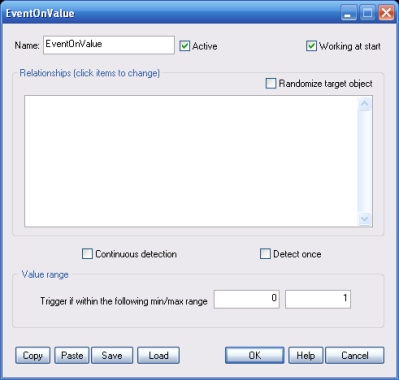 EventOnValue
Name: EventOnValue Active Working at start
Relationships (click items to change)
Randomize target object
Continuous detection Detect once
Value range
Trigger if within the following min/max range 0 1
Copy Paste Save Load OK Help Cancel